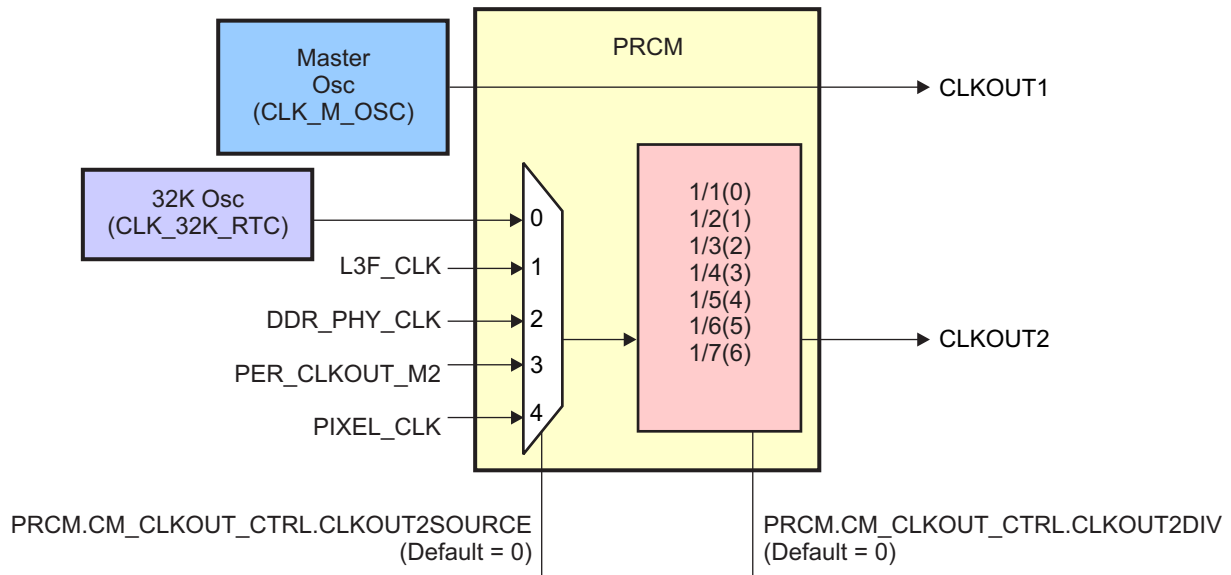 Master
Osc
(CLK_M_OSC)
PRCM
CLKOUT1
32K Osc
(CLK_32K_RTC)
0
L3F_CLK
1
DDR_PHY_CLK
2
PER_CLKOUT_M2
3
PIXEL_CLK
4
1/1(0)
1/2(1)
1/3(2)
1/4(3)
1/5(4)
1/6(5)
1/7(6)
CLKOUT2
PRCM.CM_CLKOUT_CTRL.CLKOUT2SOURCE
(Default = 0)
PRCM.CM_CLKOUT_CTRL.CLKOUT2DIV
(Default = 0)